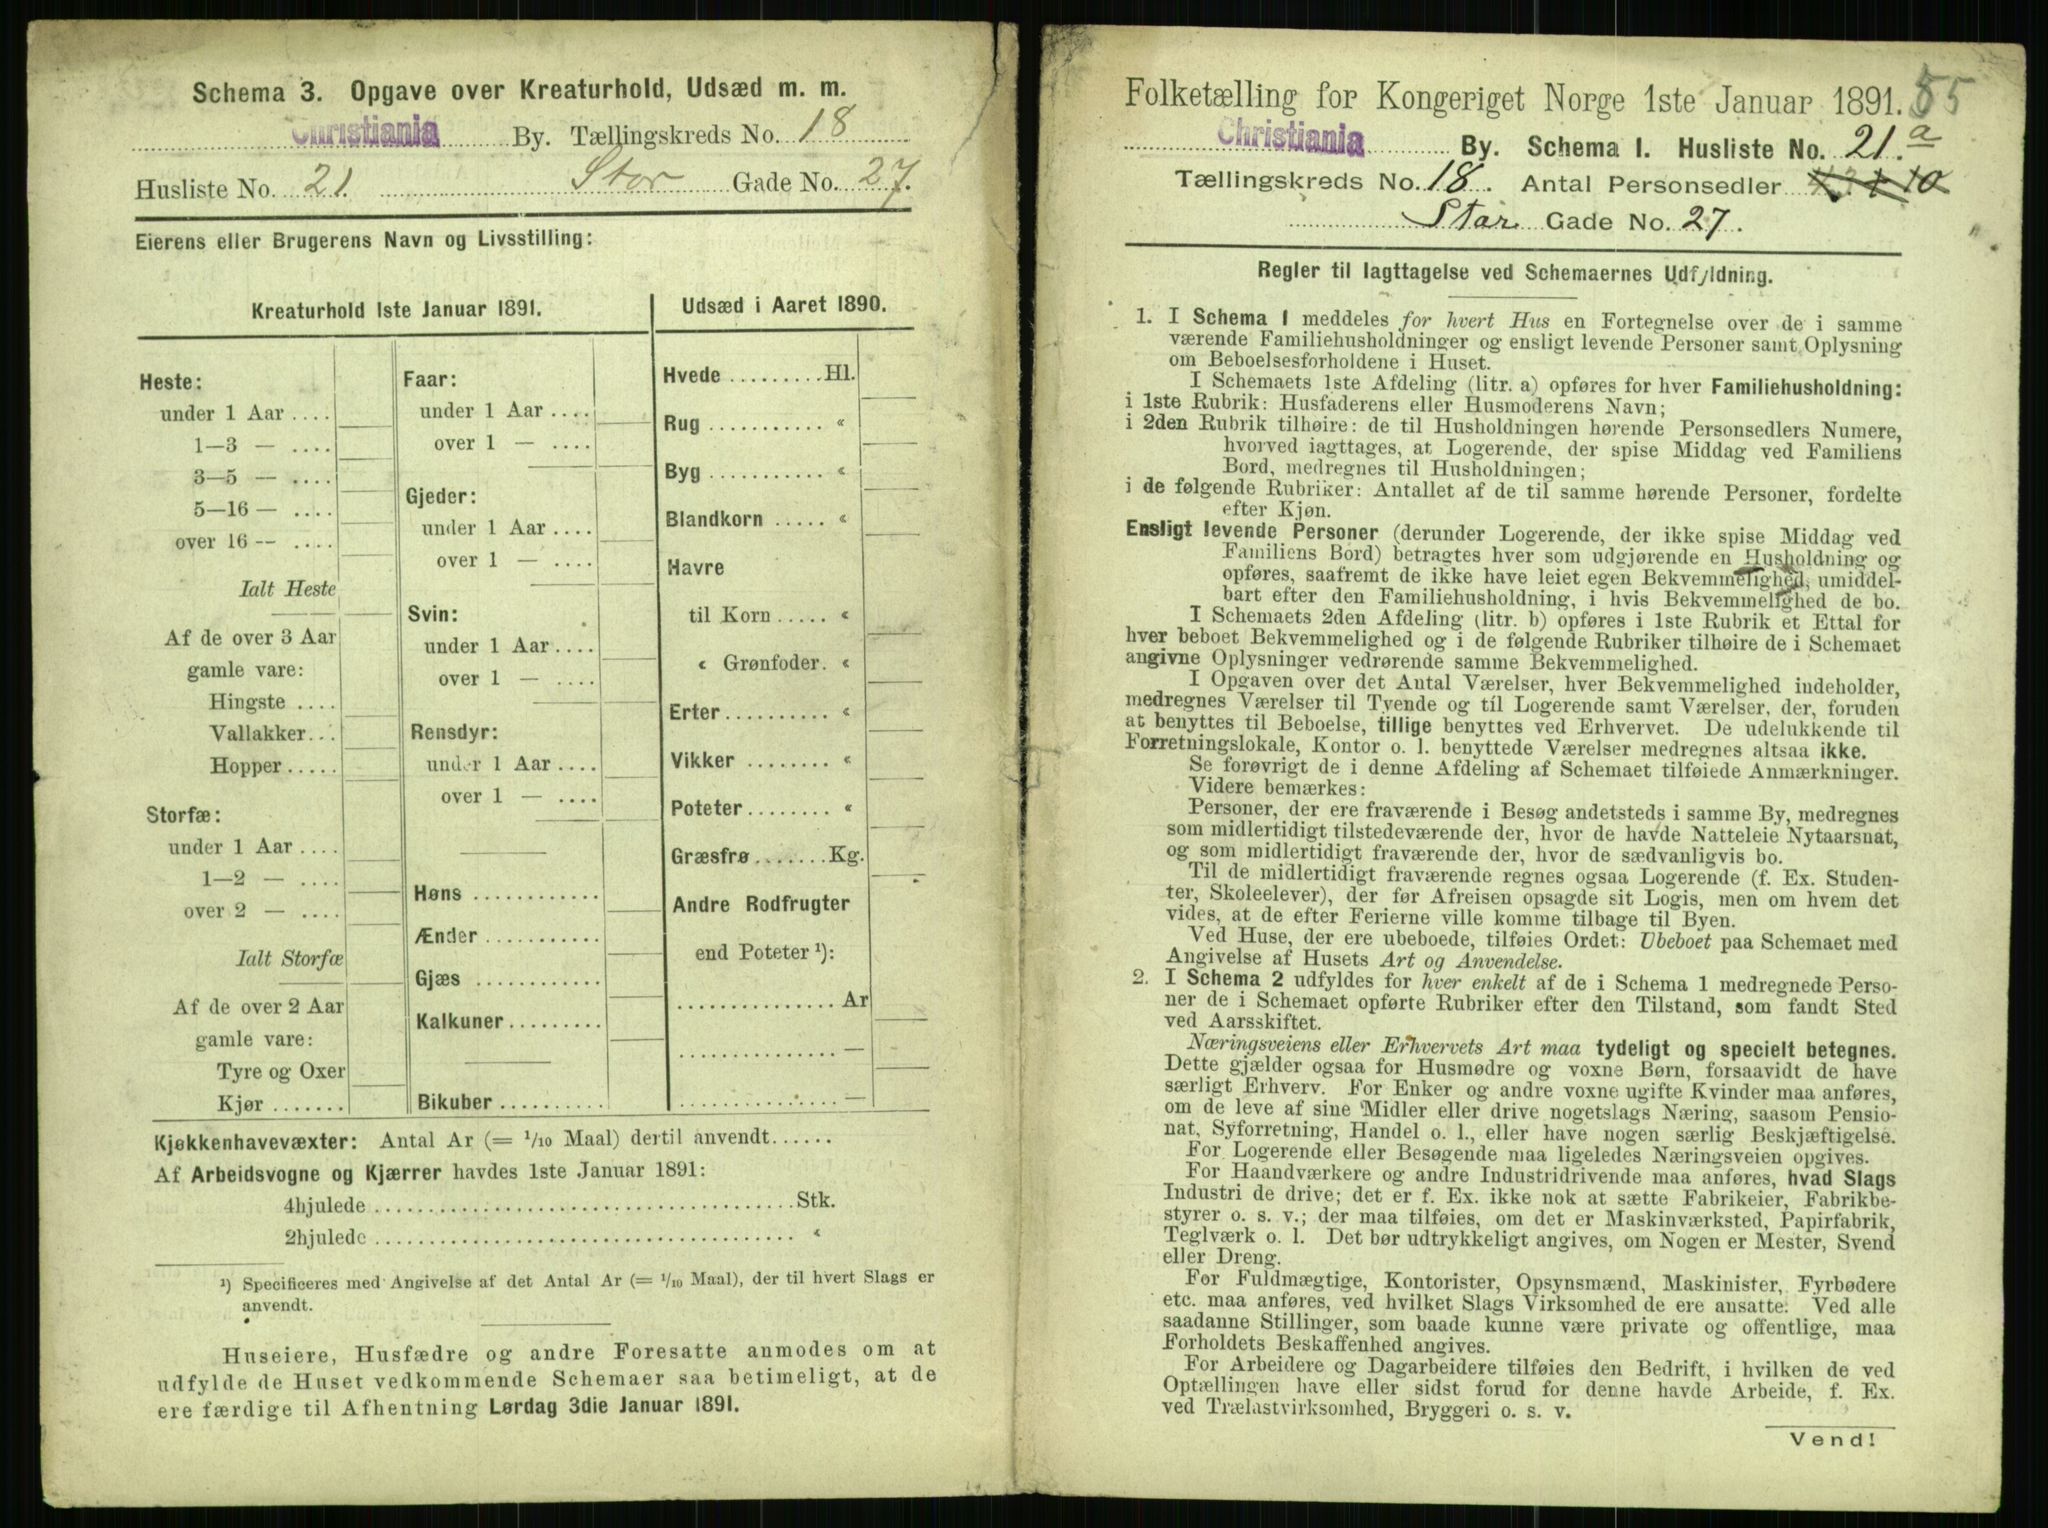 Schema 3. Opgave over Kreaturhold, Udsæd m. m.
Christiania By. Tællingskreds No. 18
Husliste No. 21. Stor Gade No. 27.
Eierens eller Brugerens Navn og Livsstilling:
Kreaturhold 1ste Januar 1891.
Heste:
under 1 Aar ....
1—3 — ....
3—5 — ....
5—16 — ....
over 16 — ....
Ialt Heste
Af de over 3 Aar
gamle vare:
Hingste ....
Vallakker...
Hopper.....
Storfæ:
under 1 Aar ....
1—2 — ....
over 2 — ....
Ialt Storfæ
Af de over 2 Aar
gamle vare:
Tyre og Oxer
Kjør .......
Faar:
under 1 Aar ....
over 1 — ....
Gjeder:
under 1 Aar ....
over 1 — ....
Svin:
under 1 Aar ....
over 1 — ....
Rensdyr:
under 1 Aar ....
over 1 — ....
Høns ............
Ænder ...........
Gjæs ............
Kalkuner .........
Bikuber ..........
Udsæd i Aaret 1890.
Hvede .........Hl.
Rug ........... «
Byg ........... «
Blandkorn ..... «
Havre
til Korn ..... «
« Grønfoder. «
Erter.......... «
Vikker ........ «
Poteter........ «
Græsfrø.......Kg.
Andre Rodfrugter
end Poteter ¹):
............... Ar
............... —
............... —
Kjøkkenhavevæxter: Antal Ar (= 1/10 Maal) dertil anvendt......
Af Arbeidsvogne og Kjærrer havdes 1ste Januar 1891:
4hjulede ....................................Stk.
2hjulede .................................... «
¹) Specificeres med Angivelse af det Antal Ar (= 1/10 Maal), der til hvert Slags er
anvendt.
Huseiere, Husfædre og andre Foresatte anmodes om at
udfylde de Huset vedkommende Schemaer saa betimeligt, at de
ere færdige til Afhentning Lørdag 3die Januar 1891.
Folketælling for Kongeriget Norge 1ste Januar 1891. 55
Christiania By. Schema I. Husliste No. 21.a
Tællingskreds No. 18. Antal Personsedler
Stor Gade No. 27.
Regler til Iagttagelse ved Schemaernes Udfyldning.
1. I Schema 1 meddeles for hvert Hus en Fortegnelse over de i samme
værende Familiehusholdninger og ensligt levende Personer samt Oplysning
om Beboelsesforholdene i Huset.
I Schemaets 1ste Afdeling (litr. a) opføres for hver Familiehusholdning:
i 1ste Rubrik: Husfaderens eller Husmoderens Navn;
i 2den Rubrik tilhøire: de til Husholdningen hørende Personsedlers Numere,
hvorved iagttages, at Logerende, der spise Middag ved Familiens
Bord, medregnes til Husholdningen;
i de følgende Rubriker: Antallet af de til samme hørende Personer, fordelte
efter Kjøn.
Ensligt levende Personer (derunder Logerende, der ikke spise Middag ved
Familiens Bord) betragtes hver som udgjørende en Husholdning og
opføres, saafremt de ikke have leiet egen Bekvemmelighed, umiddel-
bart efter den Familiehusholdning, i hvis Bekvemmelighed de bo.
I Schemaets 2den Afdeling (litr. b) opføres i 1ste Rubrik et Ettal for
hver beboet Bekvemmelighed og i de følgende Rubriker tilhøire de i Schemaet
angivne Oplysninger vedrørende samme Bekvemmelighed.
I Opgaven over det Antal Værelser, hver Bekvemmelighed indeholder,
medregnes Værelser til Tyende og til Logerende samt Værelser, der, foruden
at benyttes til Beboelse, tillige benyttes ved Erhvervet. De udelukkende til
Forretningslokale, Kontor o. l. benyttede Værelser medregnes altsaa ikke.
Se forøvrigt de i denne Afdeling af Schemaet tilføiede Anmærkninger.
Videre bemærkes:
Personer, der ere fraværende i Besøg andetsteds i samme By, medregnes
som midlertidigt tilstedeværende der, hvor de havde Natteleie Nytaarsnat,
og som midlertidigt fraværende der, hvor de sædvanligvis bo.
Til de midlertidigt fraværende regnes ogsaa Logerende (f. Ex. Studen-
ter, Skoleelever), der før Afreisen opsagde sit Logis, men om hvem det
vides, at de efter Ferierne ville komme tilbage til Byen.
Ved Huse, der ere ubeboede, tilføies Ordet: Ubeboet paa Schemaet med
Angivelse af Husets Art og Anvendelse.
2. I Schema 2 udfyldes for hver enkelt af de i Schema 1 medregnede Perso-
ner de i Schemaet opførte Rubriker efter den Tilstand, som fandt Sted
ved Aarsskiftet.
Næringsveiens eller Erhvervets Art maa tydeligt og specielt betegnes.
Dette gjælder ogsaa for Husmødre og voxne Børn, forsaavidt de have
særligt Erhverv. For Enker og andre voxne ugifte Kvinder maa anføres,
om de leve af sine Midler eller drive nogetslags Næring, saasom Pensio-
nat, Syforretning, Handel o. l., eller have nogen særlig Beskjæftigelse.
For Logerende eller Besøgende maa ligeledes Næringsveien opgives.
For Haandværkere og andre Industridrivende maa anføres, hvad Slags
Industri de drive; det er f. Ex. ikke nok at sætte Fabrikeier, Fabrikbe-
styrer o. s. v.; der maa tilføies, om det er Maskinværksted, Papirfabrik,
Teglværk o. l. Det bør udtrykkeligt angives, om Nogen er Mester, Svend
eller Dreng.
For Fuldmægtige, Kontorister, Opsynsmænd, Maskinister, Fyrbødere
etc. maa anføres, ved hvilket Slags Virksomhed de ere ansatte. Ved alle
saadanne Stillinger, som baade kunne være private og offentlige, maa
Forholdets Beskaffenhed angives.
For Arbeidere og Dagarbeidere tilføies den Bedrift, i hvilken de ved
Optællingen have eller sidst forud for denne havde Arbeide, f. Ex.
ved Trælastvirksomhed, Bryggeri o. s. v.
Vend!